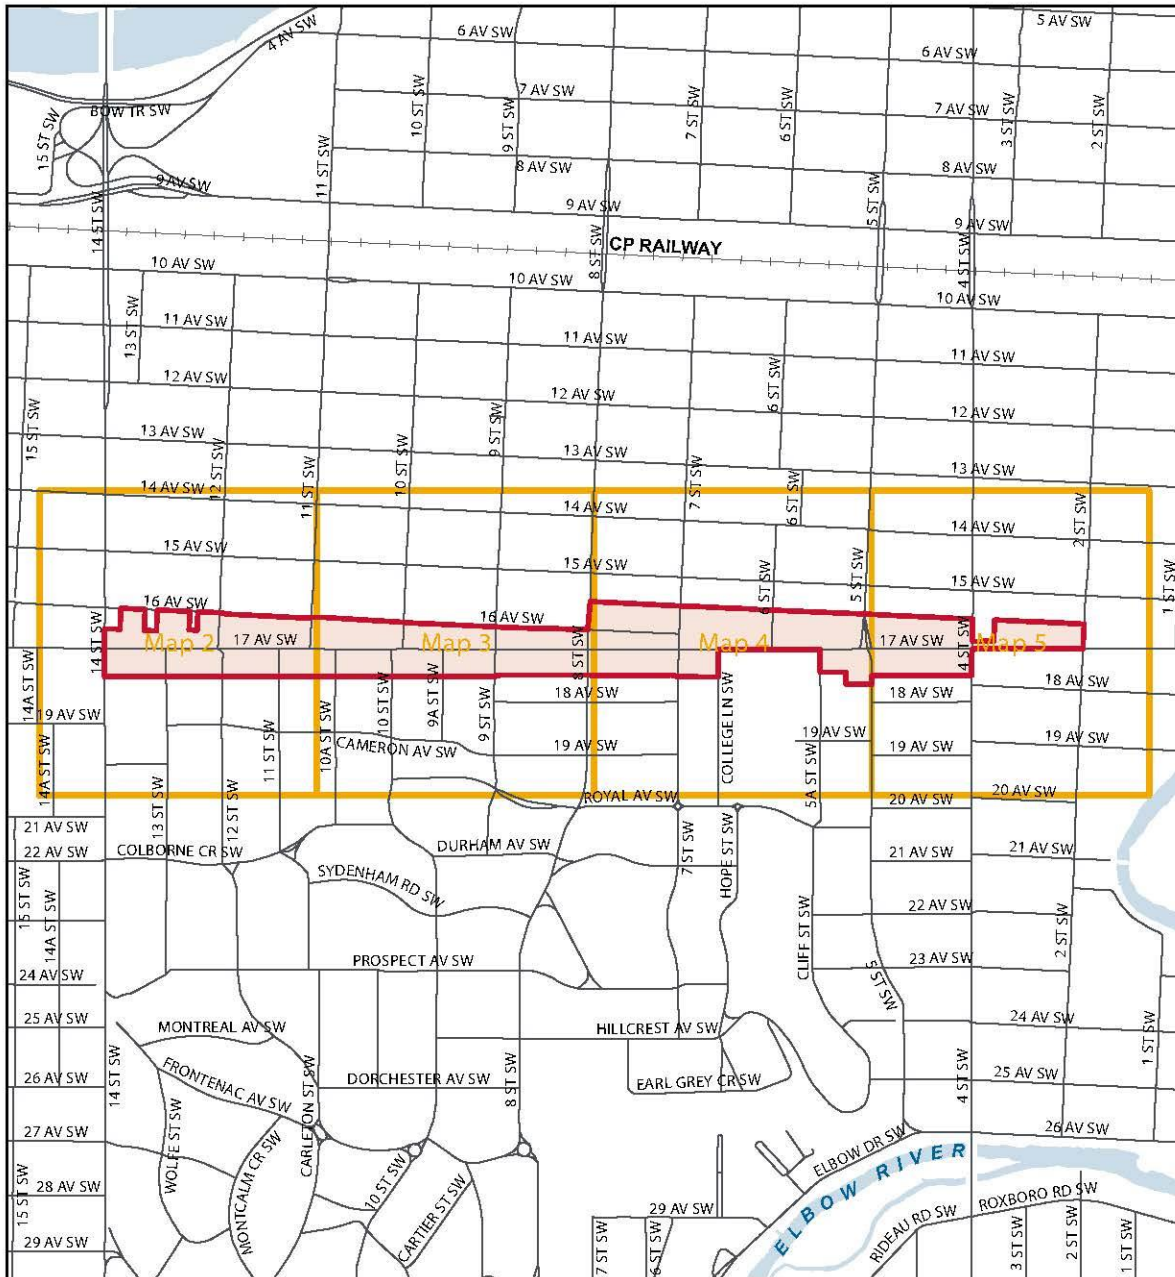 5 AV SW
4 AV SW
6 AV SW
6 AV SW
BOW TR SW
15 ST SW
7 AV SW
10 ST SW
9 ST SW
7 ST SW
6 ST SW
7 AV SW
3 ST SW
2 ST SW
11 ST SW
8 AV SW
8 AV SW
9 AV SW
14 ST SW
9 AV SW
5 ST SW
9 AV SW
8 ST SW
CP RAILWAY
4 ST SW
10 AV SW
10 AV SW
10 AV SW
13 ST SW
11 AV SW
11 AV SW
11 AV SW
6 ST SW
12 AV SW
12 AV SW
12 AV SW
15 ST SW
13 AV SW
9 ST SW
13 AV SW
13 AV SW
12 ST SW
11 ST SW
10 ST SW
7 ST SW
6 ST SW
14 AV SW
14 AV SW
14 AV SW
2 ST SW
15 AV SW
15 AV SW
6 ST SW
5 ST SW
15 AV SW
1 ST SW
16 AV SW
16 AV SW
14 ST SW
Map 2
17 AV SW
Map 3
8 ST SW
Map 4
17 AV SW
4 ST SW
Map 5
14A ST SW
18 AV SW
18 AV SW
18 AV SW
19 AV SW
11 ST SW
10A ST SW
10 ST SW
9A ST SW
9 ST SW
COLLEGE LN SW
19 AV SW
5A ST SW
CAMERON AV SW
19 AV SW
19 AV SW
19 AV SW
14A ST SW
13 ST SW
12 ST SW
ROYAL AV SW
20 AV SW
20 AV SW
21 AV SW
22 AV SW
COLBORNE CR SW
DURHAM AV SW
7 ST SW
HOPE ST SW
21 AV SW
21 AV SW
SYDENHAM RD SW
15 ST SW
14A ST SW
22 AV SW
2 ST SW
CLIFF ST SW
24 AV SW
PROSPECT AV SW
23 AV SW
5 ST SW
25 AV SW
MONTREAL AV SW
HILLCREST AV SW
24 AV SW
1 ST SW
26 AV SW
14 ST SW
FRONTENAC AV SW
CARLETON ST SW
DORCHESTER AV SW
8 ST SW
EARL GREY CR SW
4 ST SW
25 AV SW
27 AV SW
WOLFE ST SW
MONTCALM CR SW
26 AV SW
ELBOW DR SW
ELBOW RIVER
28 AV SW
15 ST SW
10 ST SW
CARTIER ST SW
29 AV SW
RIDEAU RD SW
ROXBORO RD SW
29 AV SW
7 ST SW
6 ST SW
3 ST SW
2 ST SW
1 ST SW